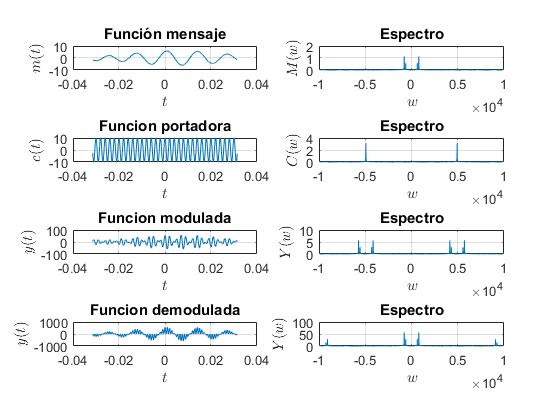 Función mensaje
m(t)
10
0
-10
-0.04 -0.02 0 0.02 0.04
t
Espectro
M(w)
2
1
0
-1 -0.5 0 0.5 1
w
×10^4
Funcion portadora
c(t)
10
0
-10
-0.04 -0.02 0 0.02 0.04
t
Espectro
C(w)
4
2
0
-1 -0.5 0 0.5 1
w
×10^4
Funcion modulada
y(t)
100
0
-100
-0.04 -0.02 0 0.02 0.04
t
Espectro
Y(w)
10
5
0
-1 -0.5 0 0.5 1
w
×10^4
Funcion demodulada
y(t)
1000
0
-1000
-0.04 -0.02 0 0.02 0.04
t
Espectro
Y(w)
100
50
0
-1 -0.5 0 0.5 1
w
×10^4